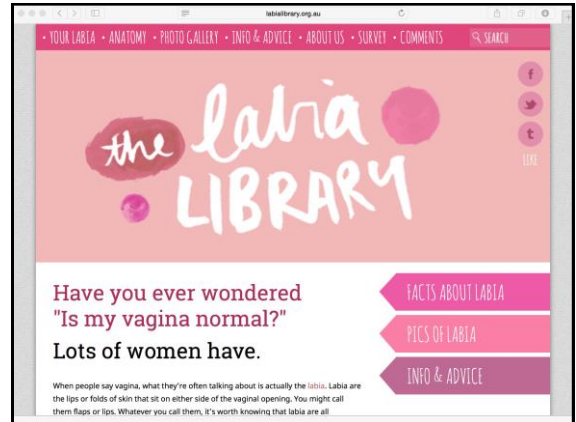 labialibrary.org.au
• YOUR LABIA • ANATOMY • PHOTO GALLERY • INFO & ADVICE • ABOUT US • SURVEY • COMMENTS
SEARCH
f
t
LIKE
the labia
LIBRARY
Have you ever wondered
"Is my vagina normal?"
Lots of women have.
When people say vagina, what they're often talking about is actually the labia. Labia are
the lips or folds of skin that sit on either side of the vaginal opening. You might call
them flaps or lips. Whatever you call them, it's worth knowing that labia are all
FACTS ABOUT LABIA
PICS OF LABIA
INFO & ADVICE